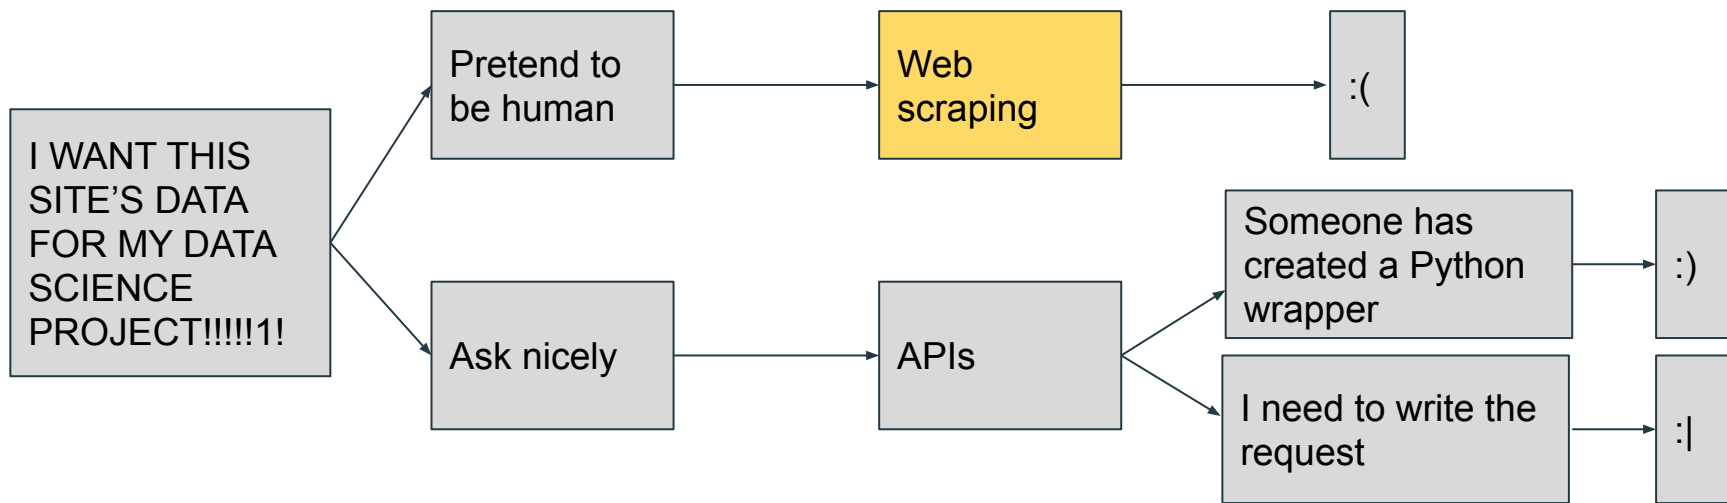 I WANT THIS
SITE’S DATA
FOR MY DATA
SCIENCE
PROJECT!!!!!1!
Pretend to
be human
Web
scraping
:(
Ask nicely
APIs
Someone has
created a Python
wrapper
:)
I need to write the
request
:|